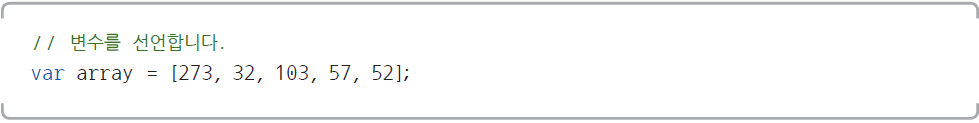 // 변수를 선언합니다.
var array = [273, 32, 103, 57, 52];